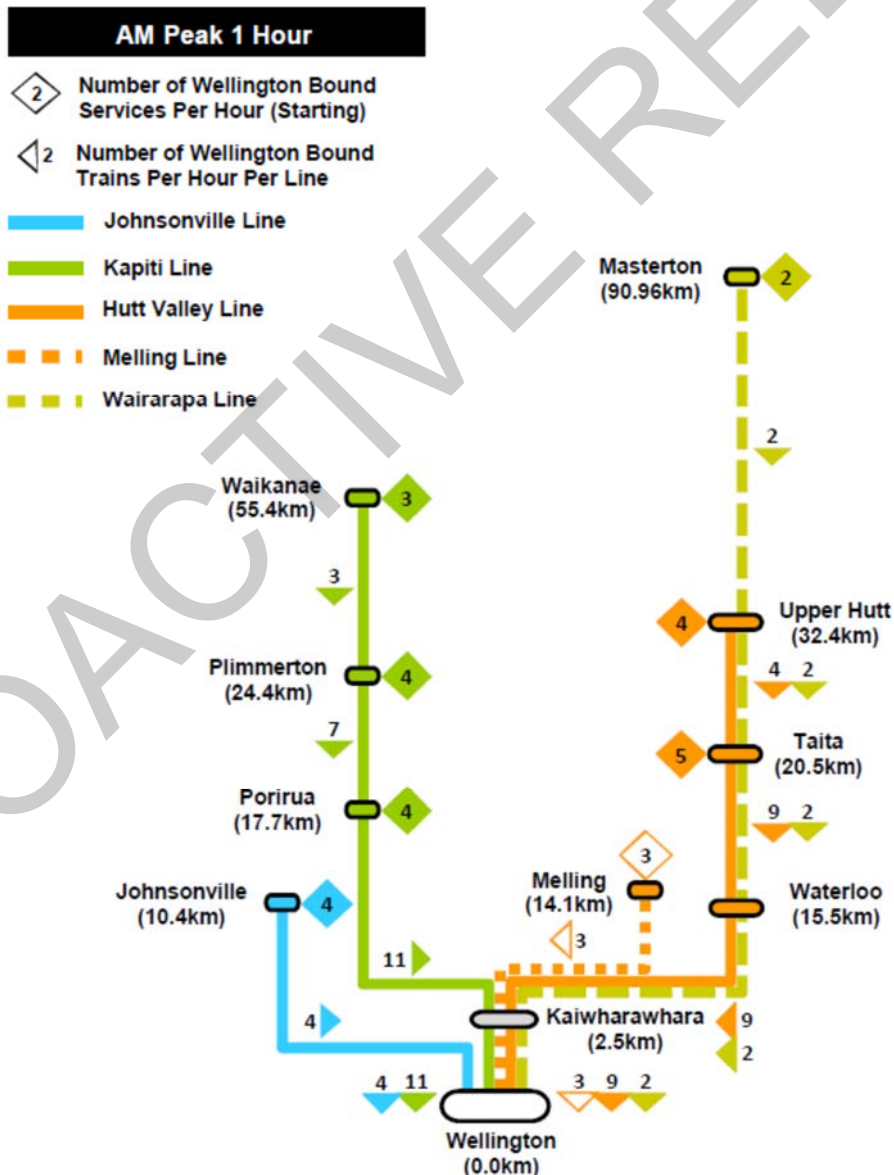 AM Peak 1 Hour
2
Number of Wellington Bound
Services Per Hour (Starting)
2
Number of Wellington Bound
Trains Per Hour Per Line
Johnsonville Line
Kapiti Line
Hutt Valley Line
Melling Line
Wairarapa Line
OACTIVE REL
Masterton
(90.96km)
2
2
Waikanae
(55.4km)
3
3
Plimmerton
(24.4km)
4
7
Porirua
(17.7km)
4
11
Johnsonville
(10.4km)
4
4
4
Upper Hutt
(32.4km)
4 2
5
Taita
(20.5km)
9 2
3
Melling
(14.1km)
3
Waterloo
(15.5km)
Kaiwharawhara
(2.5km)
9
2
4 11
3 9 2
Wellington
(0.0km)